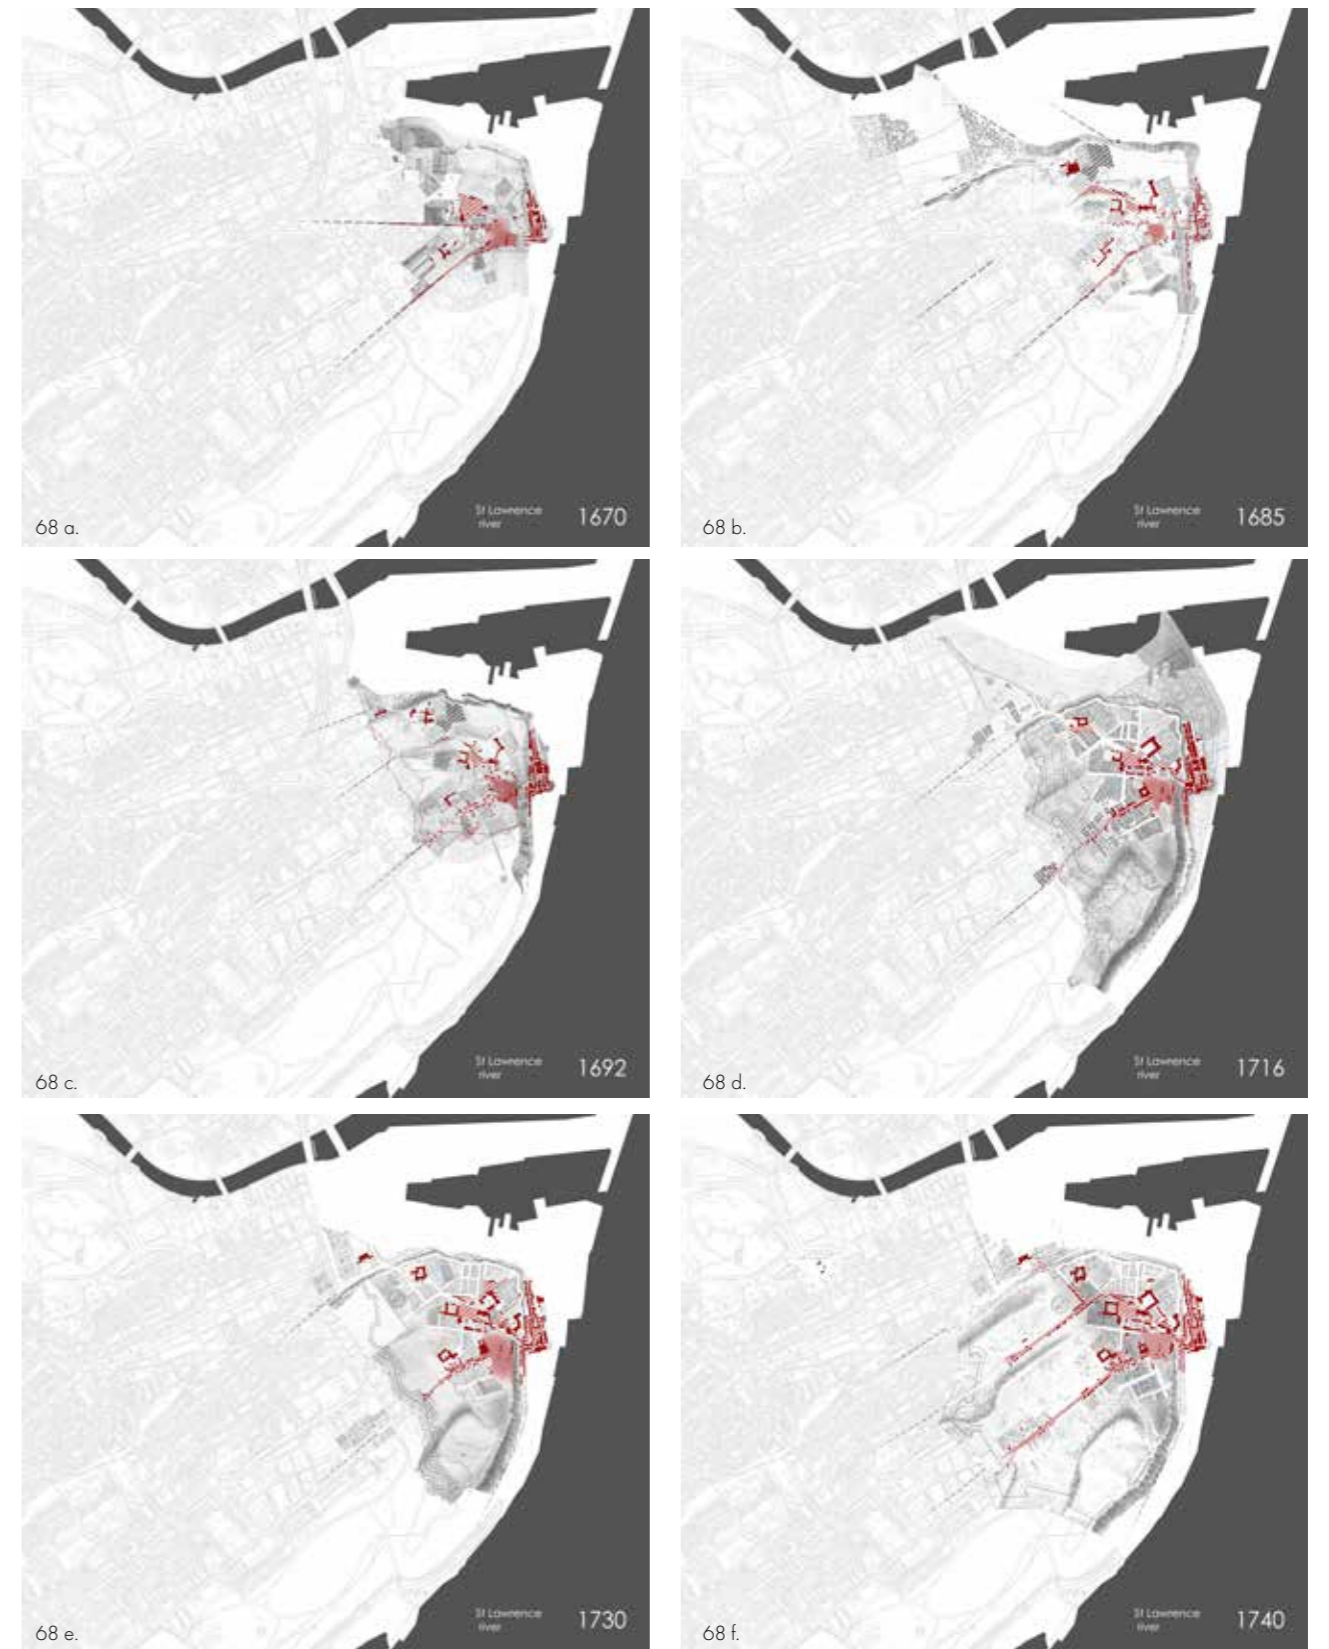 St Lawrence
river
1670
68 a.
St Lawrence
river
1685
68 b.
St Lawrence
river
1692
68 c.
St Lawrence
river
1716
68 d.
St Lawrence
river
1730
68 e.
St Lawrence
river
1740
68 f.